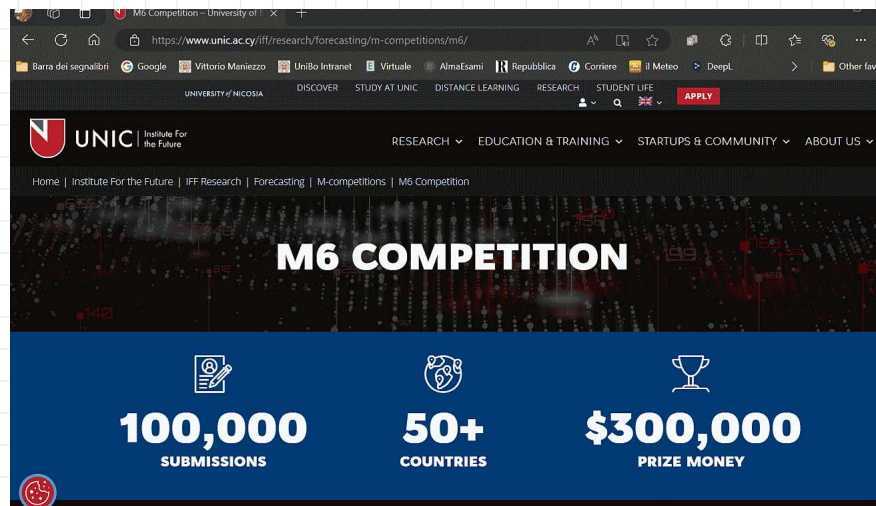 M6 Competition – University of N
https://www.unic.ac.cy/iff/research/forecasting/m-competitions/m6/
Barra dei segnalibri Google Vittorio Maniezzo UniBo Intranet Virtuale AlmaEsami Repubblica Corriere il Meteo DeepL Other fav
UNIVERSITY of NICOSIA DISCOVER STUDY AT UNIC DISTANCE LEARNING RESEARCH STUDENT LIFE
APPLY
UNIC Institute For
the Future
RESEARCH EDUCATION & TRAINING STARTUPS & COMMUNITY ABOUT US
Home | Institute For the Future | IFF Research | Forecasting | M-competitions | M6 Competition
M6 COMPETITION
100,000 50+ $300,000
SUBMISSIONS COUNTRIES PRIZE MONEY